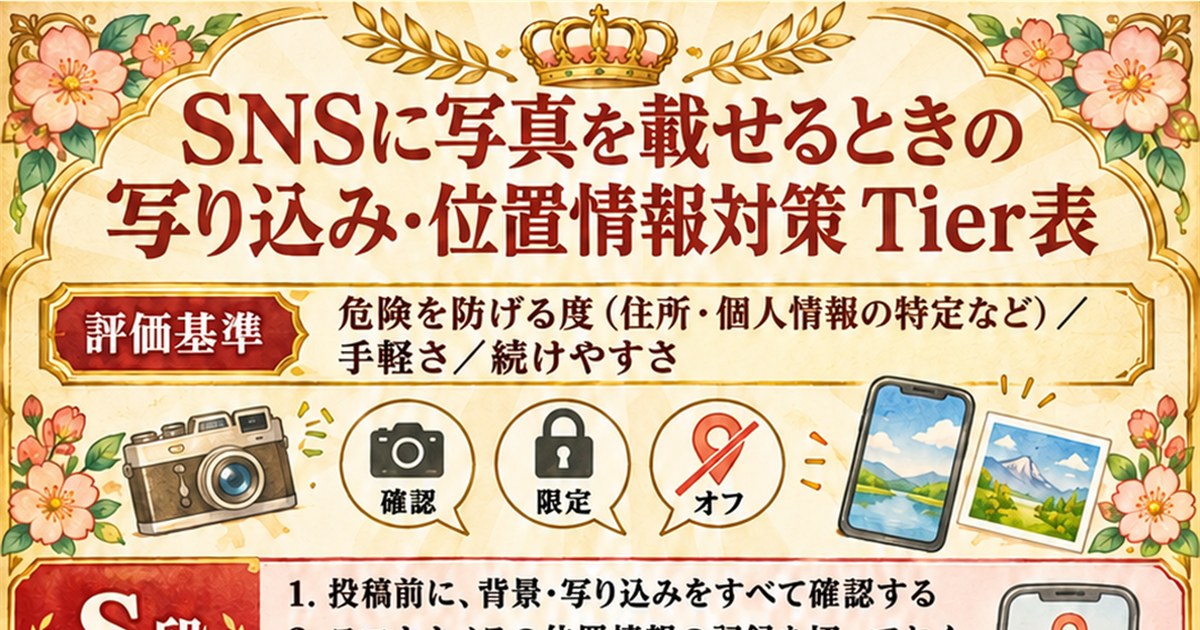 SNSに写真を載せるときの
写り込み・位置情報対策 Tier表
評価基準
危険を防げる度（住所・個人情報の特定など）／
手軽さ／続けやすさ
確認
限定
オフ
S段
1. 投稿前に、背景・写り込みをすべて確認する